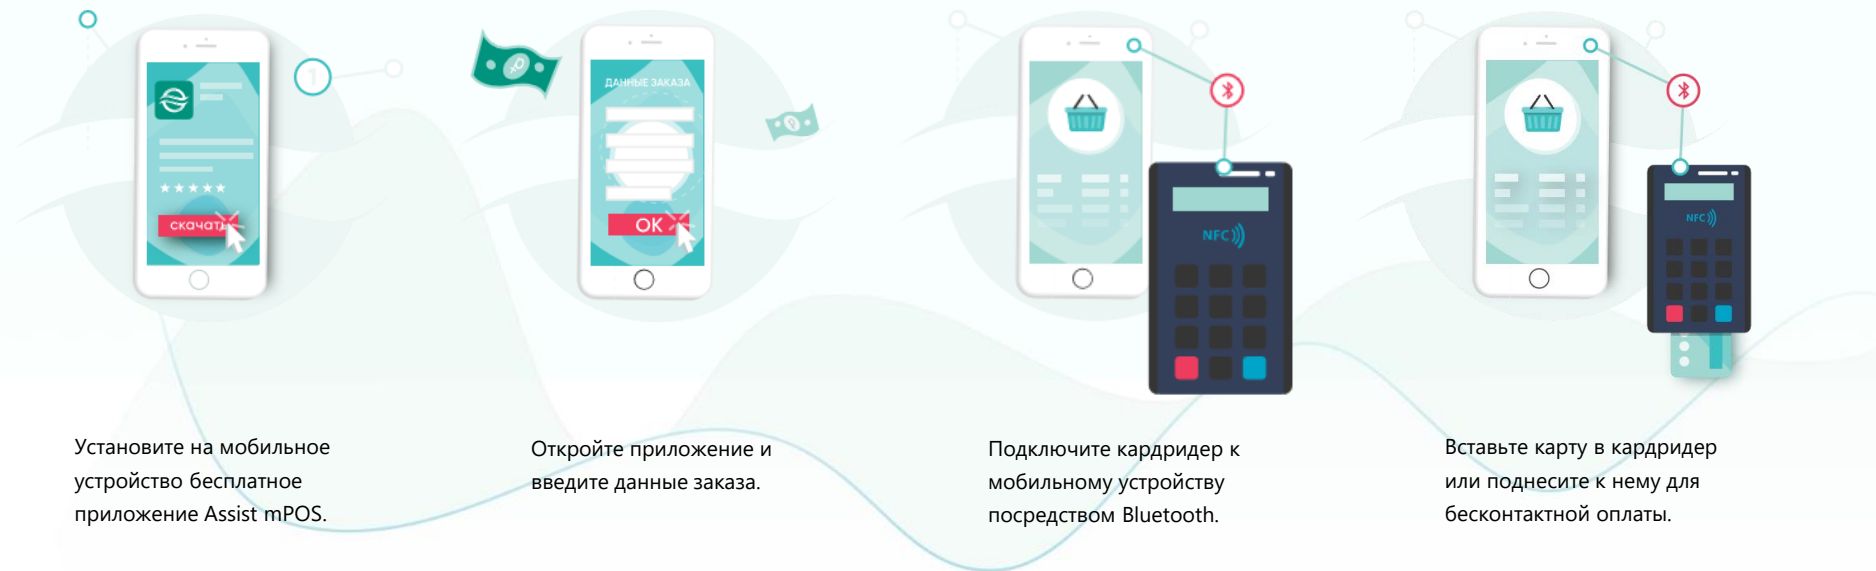 1
ДАННЫЕ ЗАКАЗА
скачать
OK
NFC
NFC
Установите на мобильное
устройство бесплатное
приложение Assist mPOS.
Откройте приложение и
введите данные заказа.
Подключите кардридер к
мобильному устройству
посредством Bluetooth.
Вставьте карту в кардридер
или поднесите к нему для
бесконтактной оплаты.